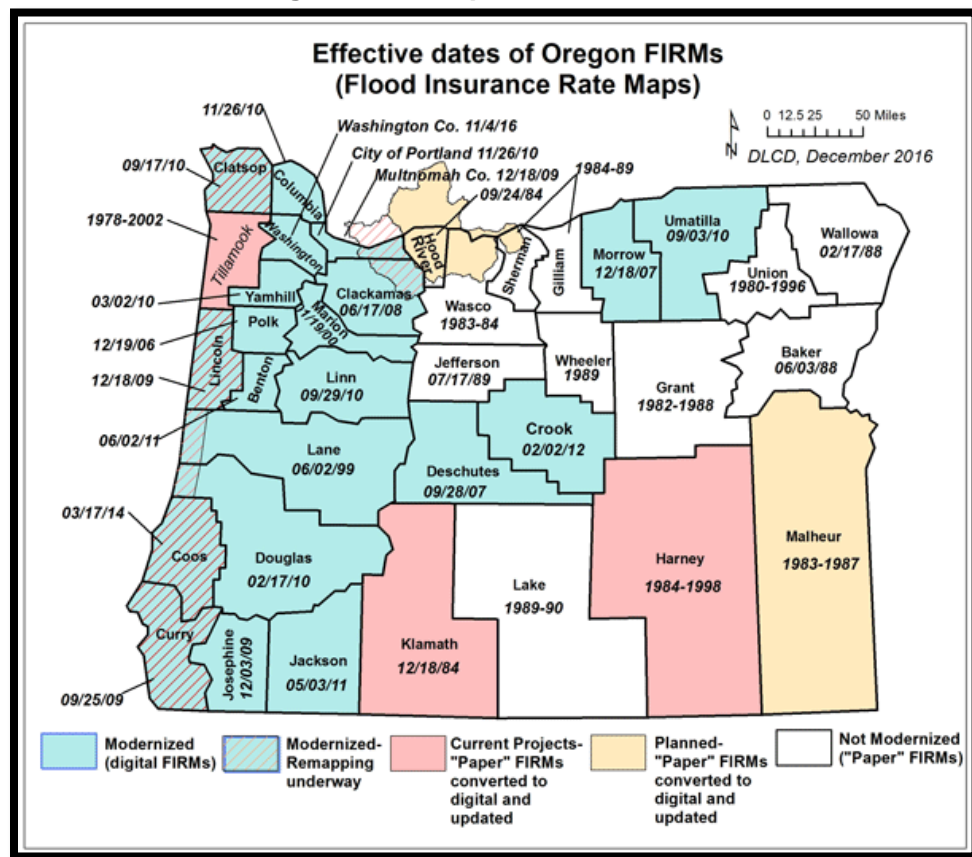 Effective dates of Oregon FIRMs
(Flood Insurance Rate Maps)
0 12.5 25 50 Miles
DLCD, December 2016
11/26/10
Washington Co. 11/4/16
City of Portland 11/26/10
Multnomah Co. 12/18/09
09/24/84
1984-89
09/17/10
Clatsop
Columbia
1978-2002
Tillamook
Washington
Hood
River
Sherman
Gilliam
Morrow
12/18/07
Umatilla
09/03/10
Union
1980-1996
Wallowa
02/17/88
03/02/10
Yamhill
Clackamas
06/17/08
Marion
01/19/00
Polk
12/19/06
Wasco
1983-84
Lincoln
12/18/09
Benton
Linn
09/29/10
Jefferson
07/17/89
Wheeler
1989
Grant
1982-1988
Baker
06/03/88
06/02/11
Lane
06/02/99
Crook
02/02/12
Deschutes
09/28/07
03/17/14
Coos
Douglas
02/17/10
Lake
1989-90
Harney
1984-1998
Malheur
1983-1987
Curry
09/25/09
Josephine
12/03/09
Jackson
05/03/11
Klamath
12/18/84
Modernized
(digital FIRMs)
Modernized-
Remapping
underway
Current Projects-
"Paper" FIRMs
converted to
digital and
updated
Planned-
"Paper" FIRMs
converted to
digital and
updated
Not Modernized
("Paper" FIRMs)